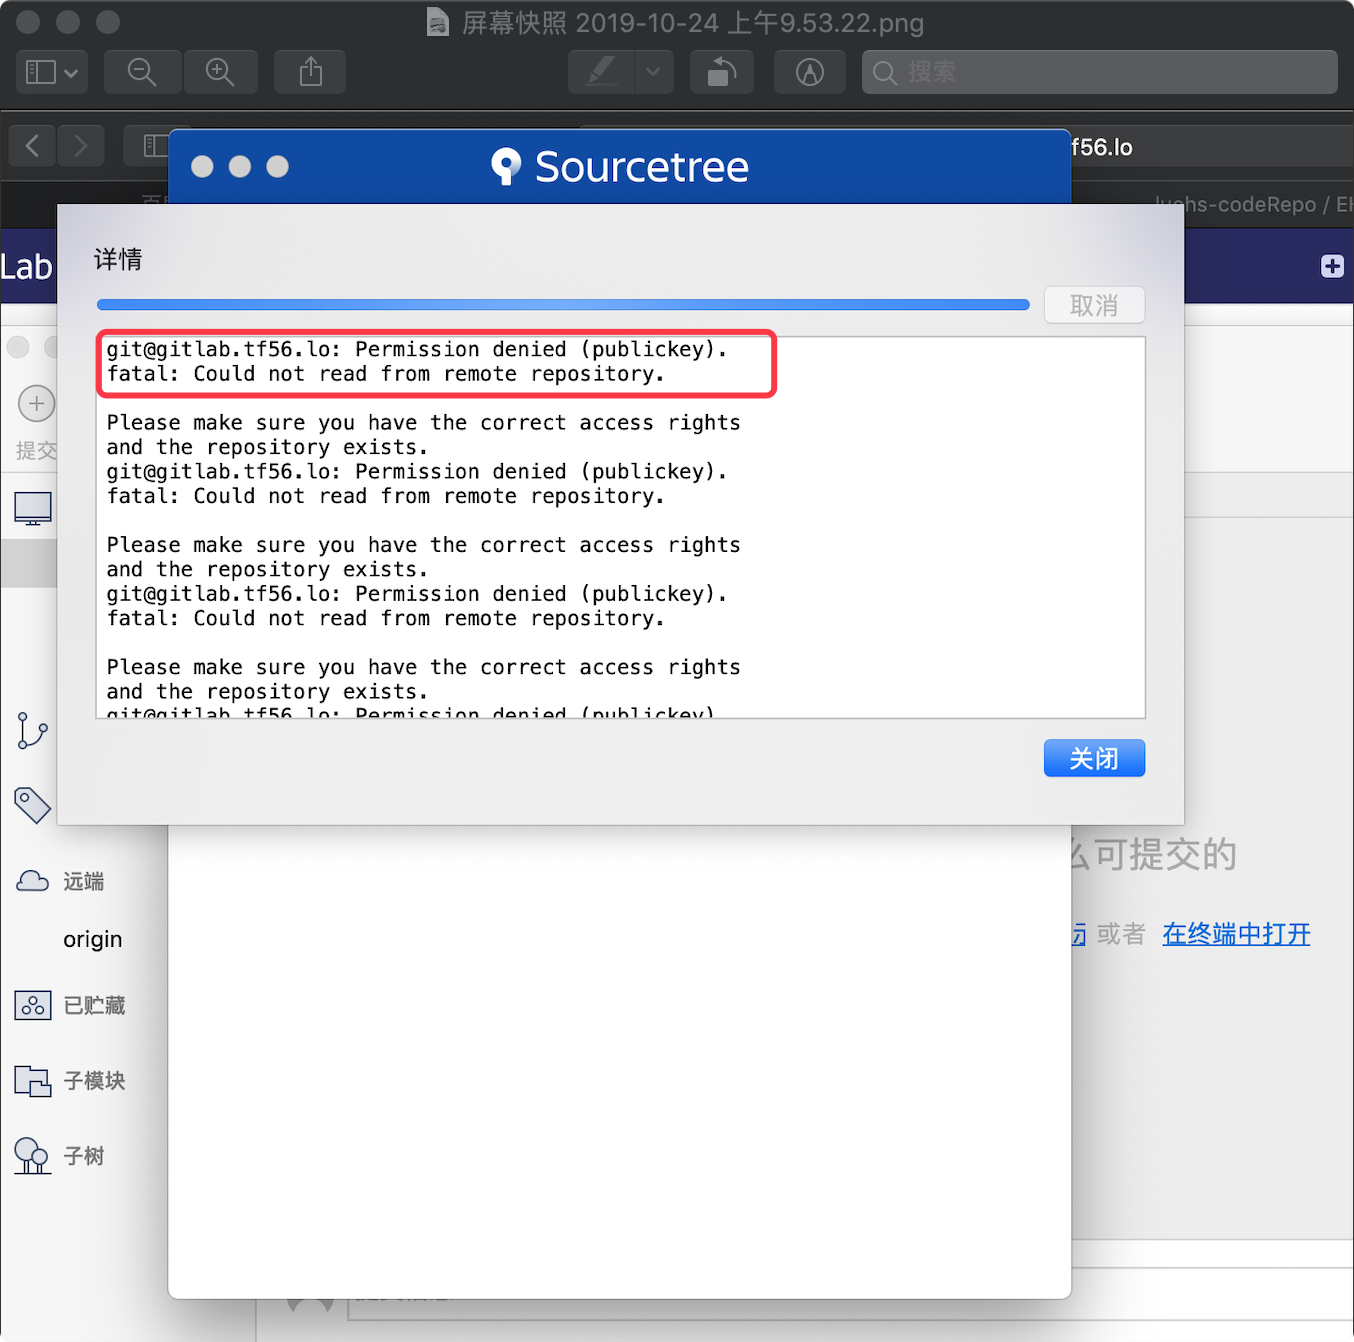 屏幕快照 2019-10-24 上午9.53.22.png
搜索
f56.lo
Sourcetree
codeRepo /
Lab
详情
取消
git@gitlab.tf56.lo: Permission denied (publickey).
fatal: Could not read from remote repository.
Please make sure you have the correct access rights
and the repository exists.
git@gitlab.tf56.lo: Permission denied (publickey).
fatal: Could not read from remote repository.
Please make sure you have the correct access rights
and the repository exists.
git@gitlab.tf56.lo: Permission denied (publickey).
fatal: Could not read from remote repository.
Please make sure you have the correct access rights
and the repository exists.
git@gitlab.tf56.lo: Permission denied (publickey)
提交
关闭
么可提交的
远端
或者 在终端中打开
origin
已贮藏
子模块
子树